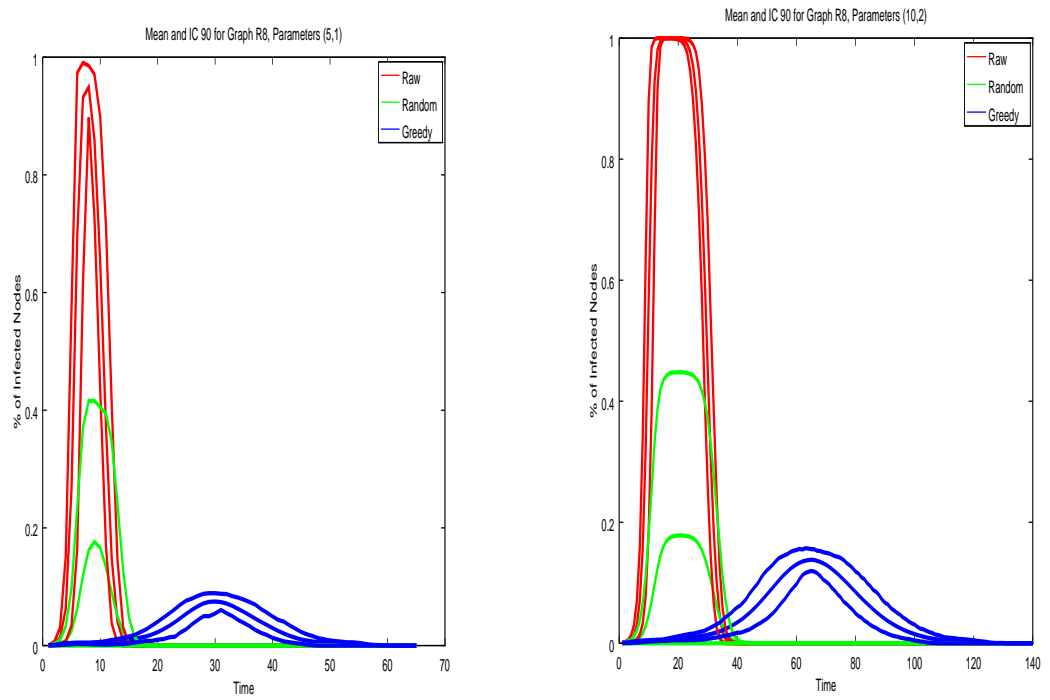 Mean and IC 90 for Graph R8, Parameters (5,1)
1
0.8
0.6
0.4
0.2
0
% of Infected Nodes
0 10 20 30 40 50 60 70
Time
Raw
Random
Greedy
Mean and IC 90 for Graph R8, Parameters (10,2)
1
0.8
0.6
0.4
0.2
0
% of Infected Nodes
0 20 40 60 80 100 120 140
Time
Raw
Random
Greedy